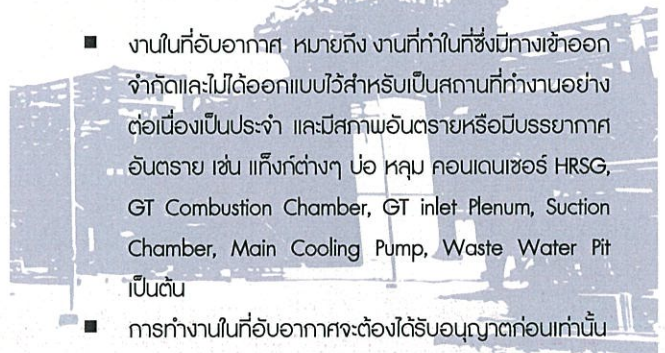 ▪ งานในที่อับอากาศ หมายถึง งานที่ทำในที่ซึ่งมีทางเข้าออก
จำกัดและไม่ได้ออกแบบไว้สำหรับเป็นสถานที่ทำงานอย่าง
ต่อเนื่องเป็นประจำ และมีสภาพอันตรายหรือมีบรรยากาศ
อันตราย เช่น แท็งก์ต่างๆ บ่อ หลุม คอนเดนเซอร์ HRSG,
GT Combustion Chamber, GT inlet Plenum, Suction
Chamber, Main Cooling Pump, Waste Water Pit
เป็นต้น
▪ การทำงานในที่อับอากาศจะต้องได้รับอนุญาตก่อนเท่านั้น